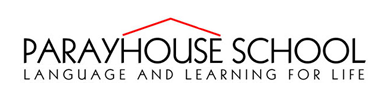 PARAYHOUSE SCHOOL
LANGUAGE AND LEARNING FOR LIFE